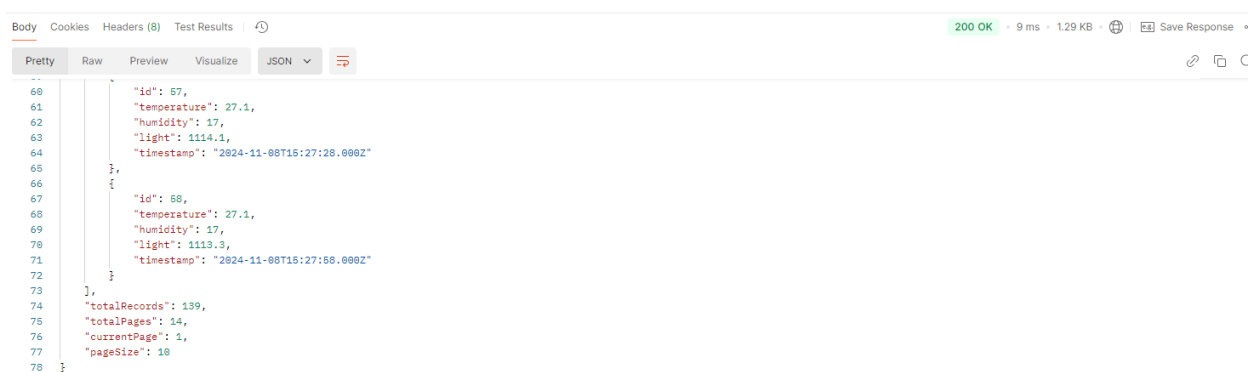 Body Cookies Headers (8) Test Results 200 OK 9 ms 1.29 KB e.g. Save Response
Pretty Raw Preview Visualize JSON
60 "id": 57,
61 "temperature": 27.1,
62 "humidity": 17,
63 "light": 1114.1,
64 "timestamp": "2024-11-08T15:27:28.000Z"
65 },
66 {
67 "id": 58,
68 "temperature": 27.1,
69 "humidity": 17,
70 "light": 1113.3,
71 "timestamp": "2024-11-08T15:27:58.000Z"
72 }
73 ],
74 "totalRecords": 139,
75 "totalPages": 14,
76 "currentPage": 1,
77 "pageSize": 10
78 }